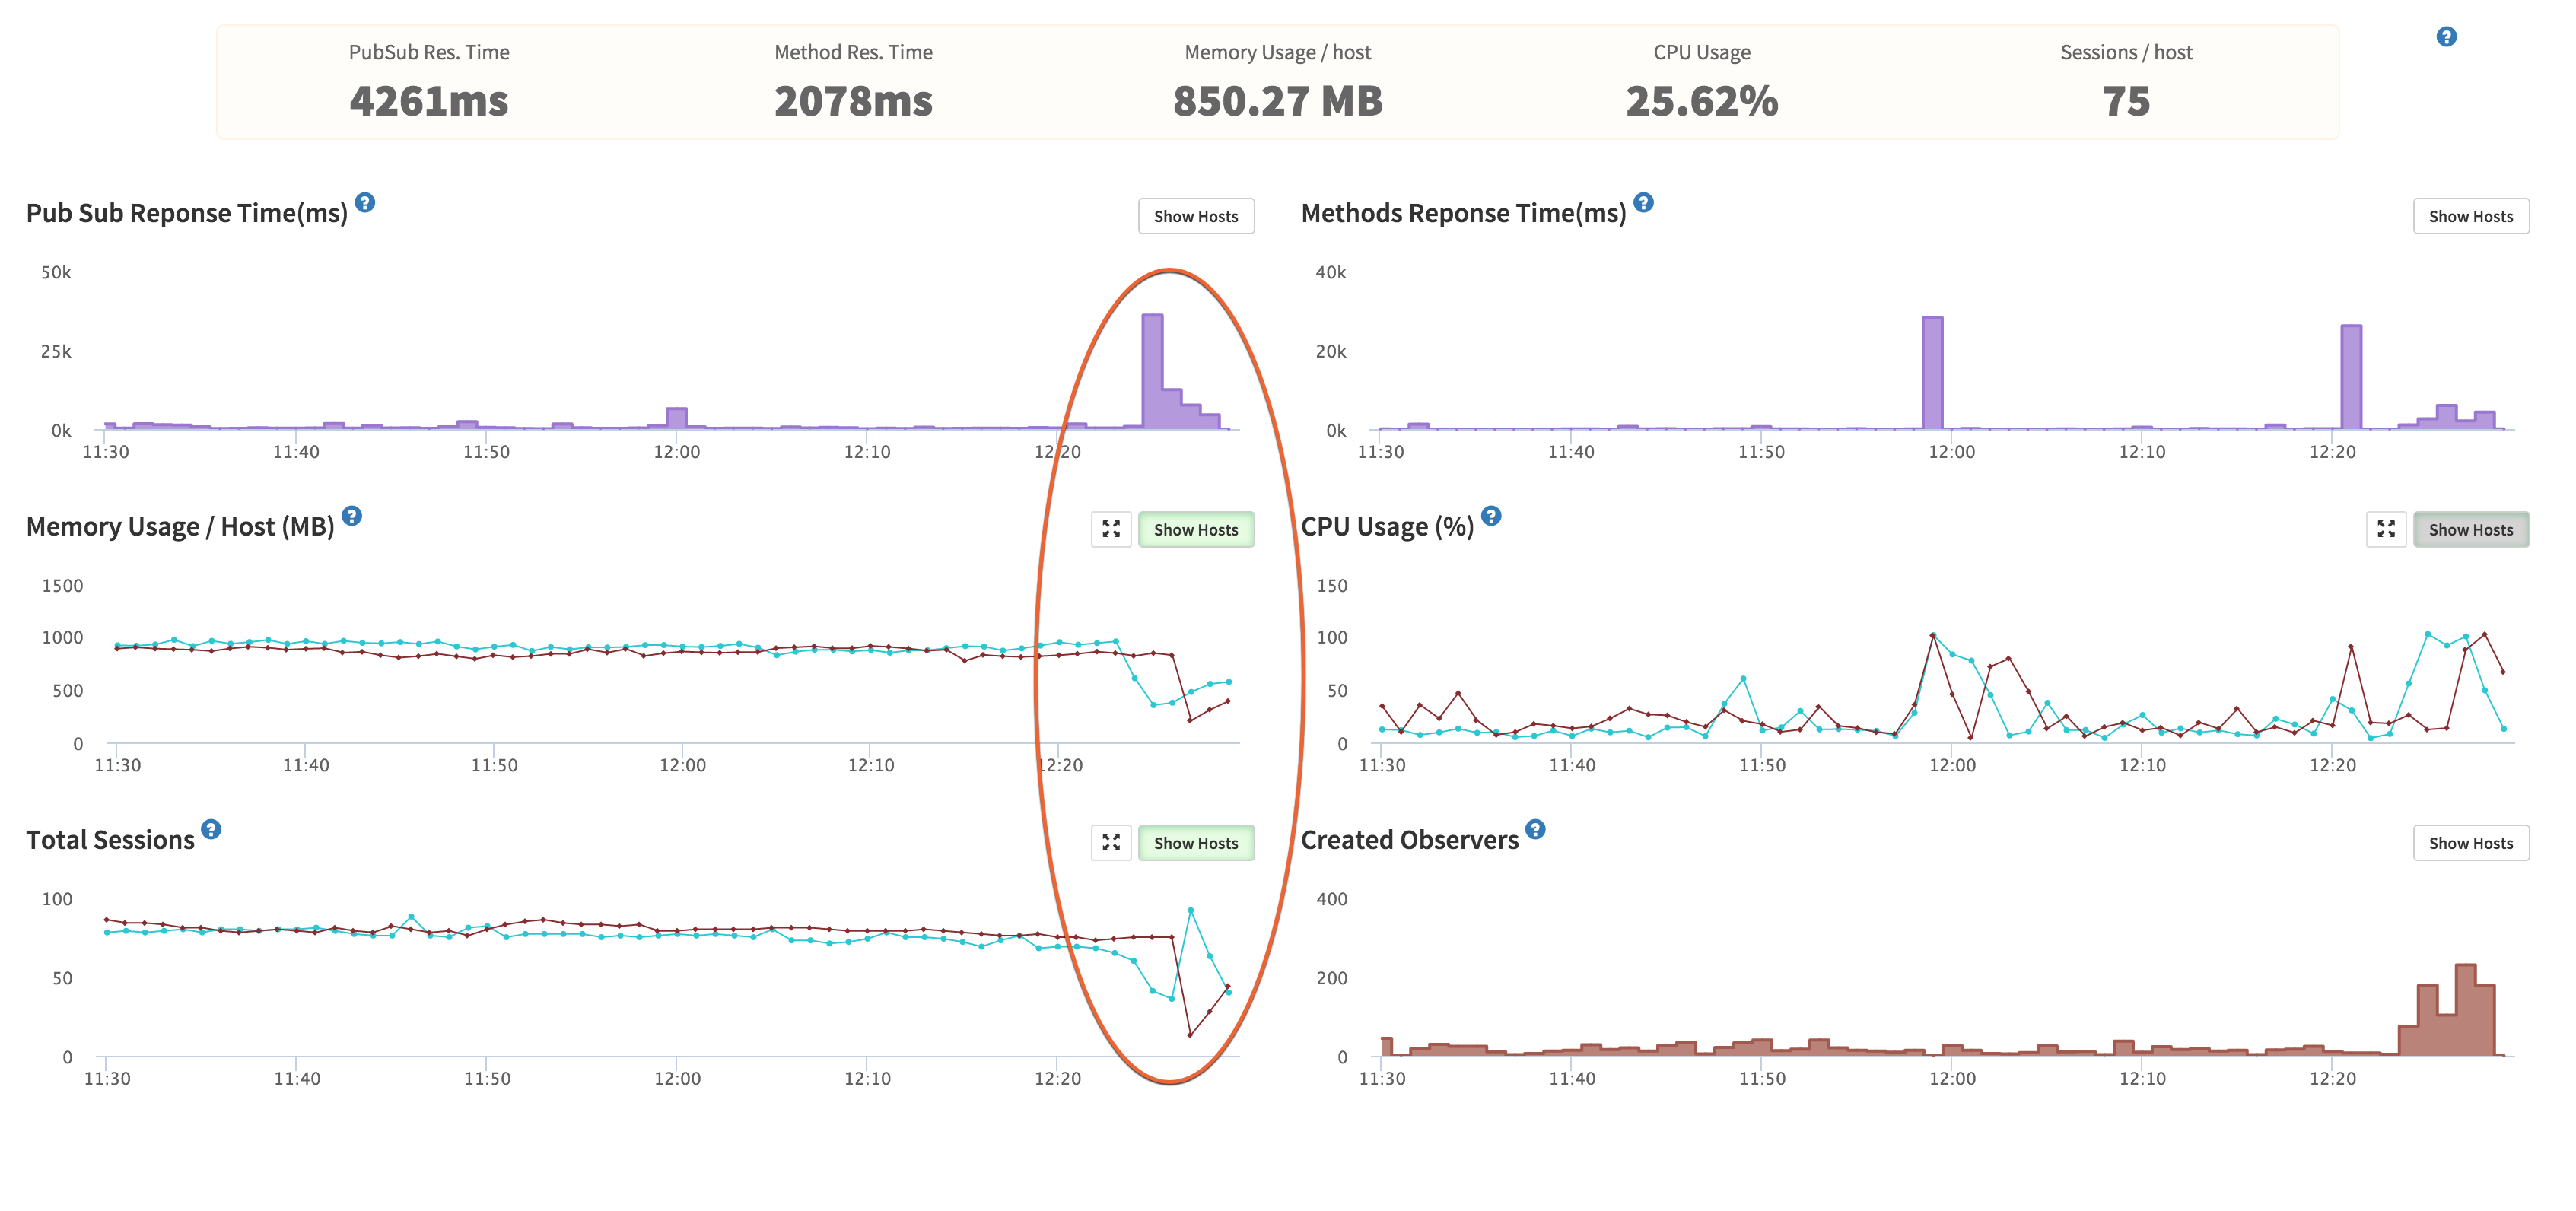 PubSub Res. Time
4261ms
Method Res. Time
2078ms
Memory Usage / host
850.27 MB
CPU Usage
25.62%
Sessions / host
75
?
Pub Sub Reponse Time(ms) ?
Show Hosts
50k
25k
0k
11:30 11:40 11:50 12:00 12:10 12:20
Methods Reponse Time(ms) ?
Show Hosts
40k
20k
0k
11:30 11:40 11:50 12:00 12:10 12:20
Memory Usage / Host (MB) ?
Show Hosts
1500
1000
500
0
11:30 11:40 11:50 12:00 12:10 12:20
CPU Usage (%) ?
Show Hosts
150
100
50
0
11:30 11:40 11:50 12:00 12:10 12:20
Total Sessions ?
Show Hosts
100
50
0
11:30 11:40 11:50 12:00 12:10 12:20
Created Observers ?
Show Hosts
400
200
0
11:30 11:40 11:50 12:00 12:10 12:20